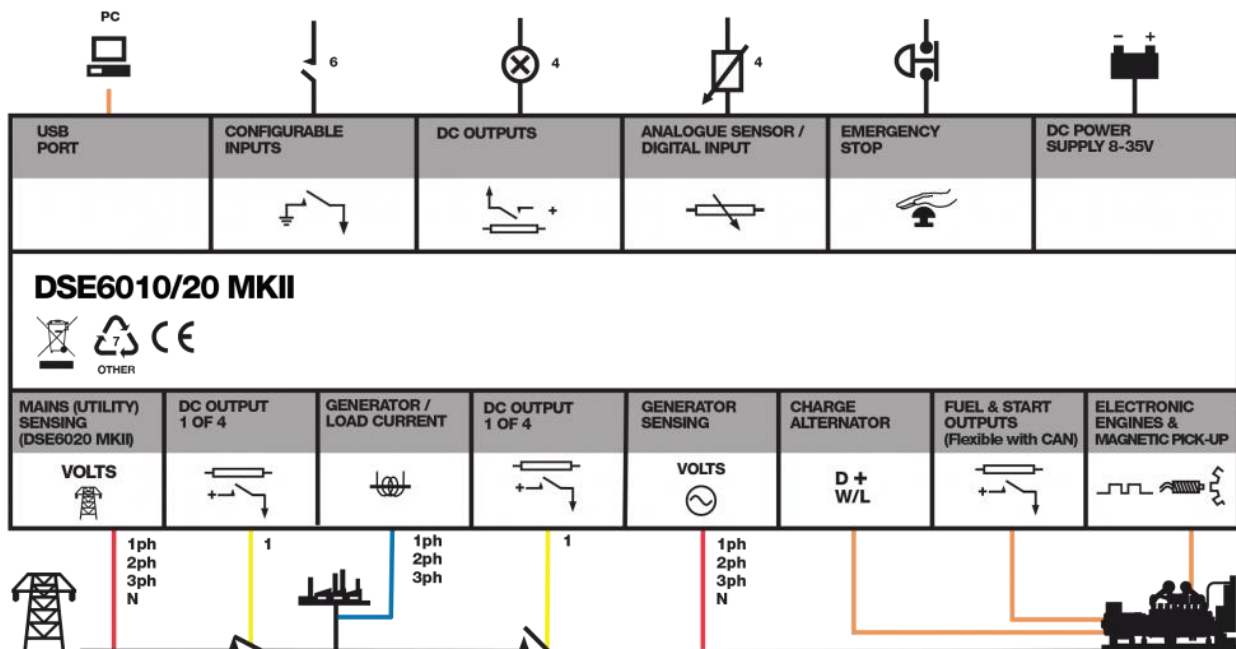 PC
6
4
4
- +
USB
PORT
CONFIGURABLE
INPUTS
DC OUTPUTS
ANALOGUE SENSOR /
DIGITAL INPUT
EMERGENCY
STOP
DC POWER
SUPPLY 8-35V
+
DSE6010/20 MKII
7
OTHER
CE
MAINS (UTILITY)
SENSING
(DSE6020 MKII)
VOLTS
DC OUTPUT
1 OF 4
+
GENERATOR /
LOAD CURRENT
DC OUTPUT
1 OF 4
+
GENERATOR
SENSING
VOLTS
CHARGE
ALTERNATOR
D +
W/L
FUEL & START
OUTPUTS
(Flexible with CAN)
+
ELECTRONIC
ENGINES &
MAGNETIC PICK-UP
1ph
2ph
3ph
N
1
1ph
2ph
3ph
1
1ph
2ph
3ph
N